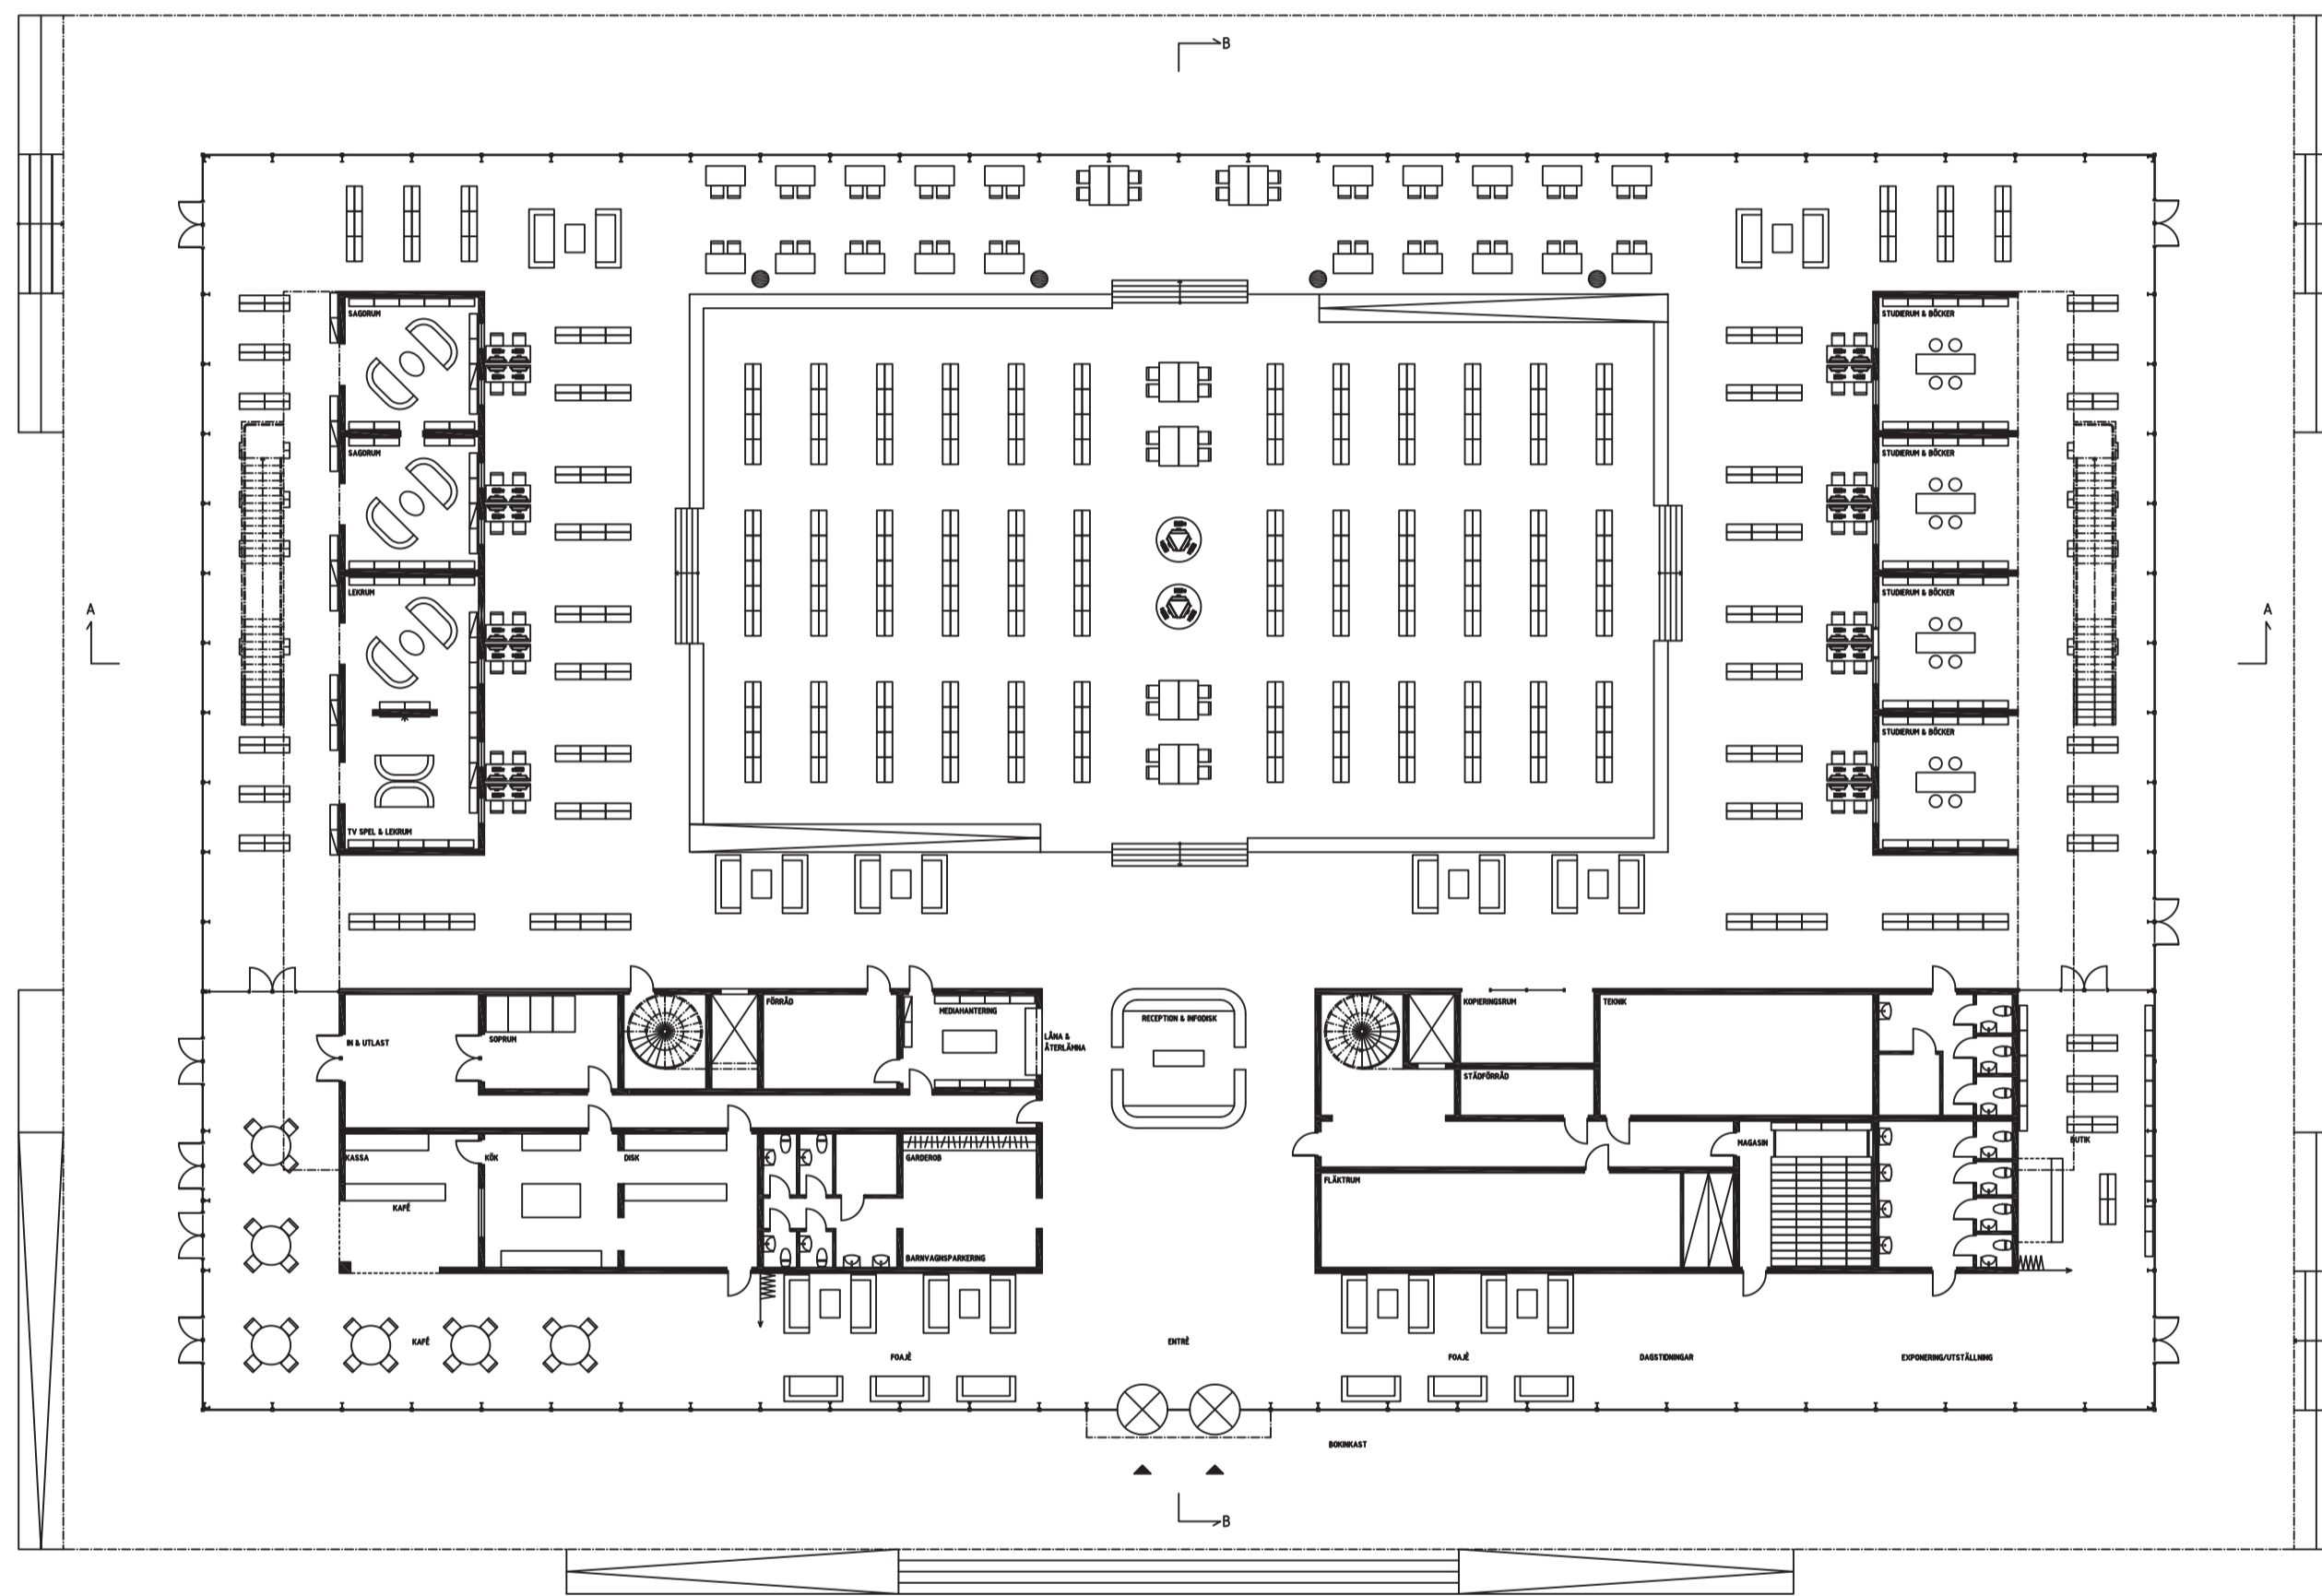 B
SAGORUM
STUDIERUM & BÖCKER
SAGORUM
STUDIERUM & BÖCKER
LEKRUM
STUDIERUM & BÖCKER
A
A
STUDIERUM & BÖCKER
TV SPEL & LEKRUM
FÖRRÅD
KOPIERINGSRUM
TEKNIK
MEDIAHANTERING
RECEPTION & INFODISK
IN & UTLAST
SOPRUM
LÅNA &
ÅTERLÄMNA
STÄDFÖRRÅD
BUTIK
MAGASIN
KASSA
KÖK
DISK
GARDEROB
FLÄKTRUM
KAFÉ
BARNVAGNSPARKERING
KAFÉ
ENTRÉ
FOAJÉ
FOAJÉ
DAGSTIDNINGAR
EXPONERING/UTSTÄLLNING
BOKINKAST
B